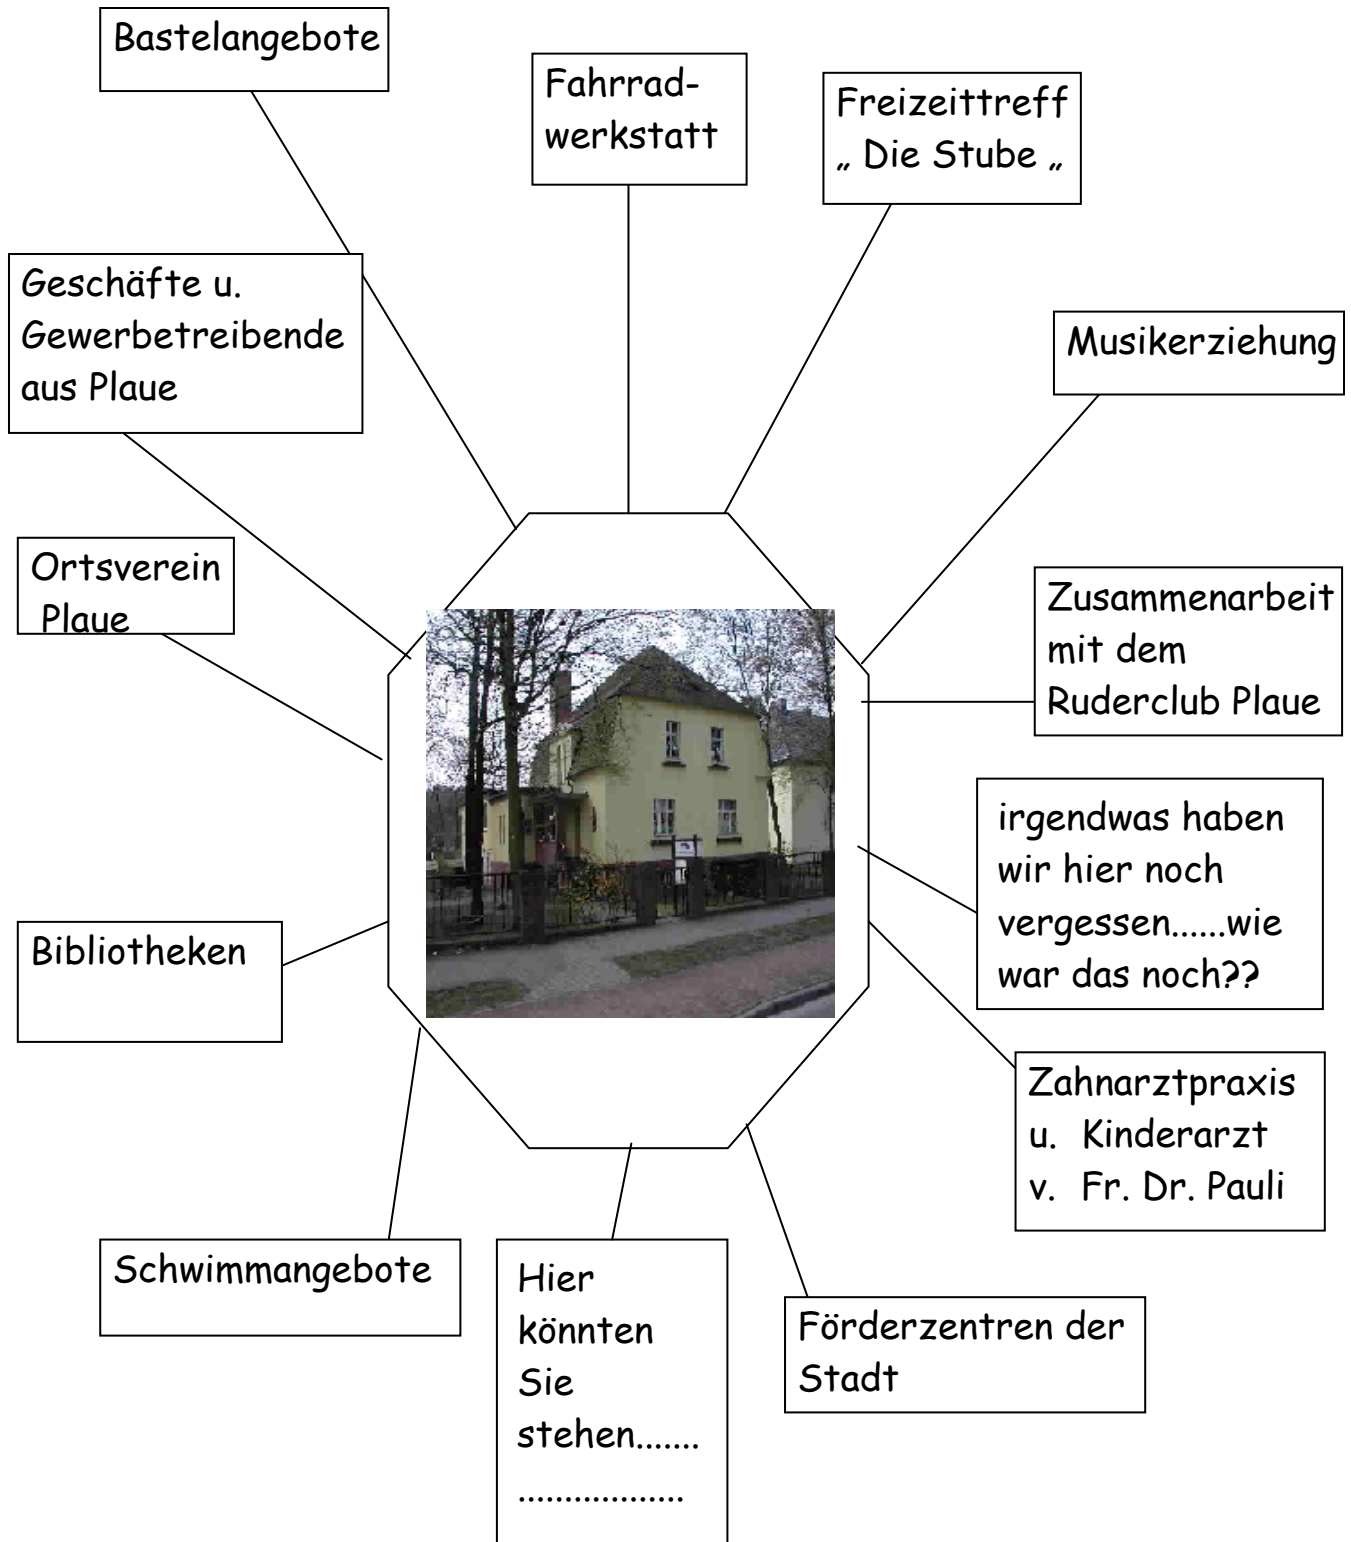 Bastelangebote
Fahrrad-
werkstatt
Freizeittreff
„ Die Stube „
Geschäfte u.
Gewerbetreibende
aus Plaue
Musikerziehung
Ortsverein
Plaue
Zusammenarbeit
mit dem
Ruderclub Plaue
irgendwas haben
wir hier noch
vergessen......wie
war das noch??
Bibliotheken
Zahnarztpraxis
u. Kinderarzt
v. Fr. Dr. Pauli
Schwimmangebote
Hier
könnten
Sie
stehen.......
..................
Förderzentren der
Stadt